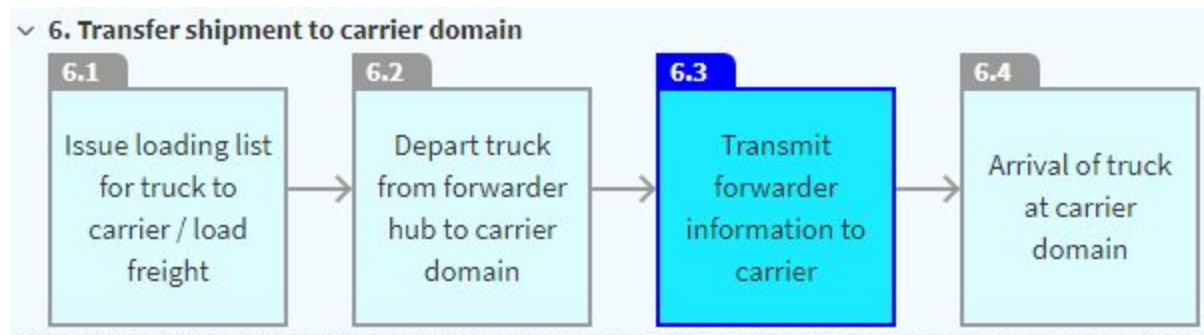 6. Transfer shipment to carrier domain
6.1
Issue loading list
for truck to
carrier / load
freight
6.2
Depart truck
from forwarder
hub to carrier
domain
6.3
Transmit
forwarder
information to
carrier
6.4
Arrival of truck
at carrier
domain